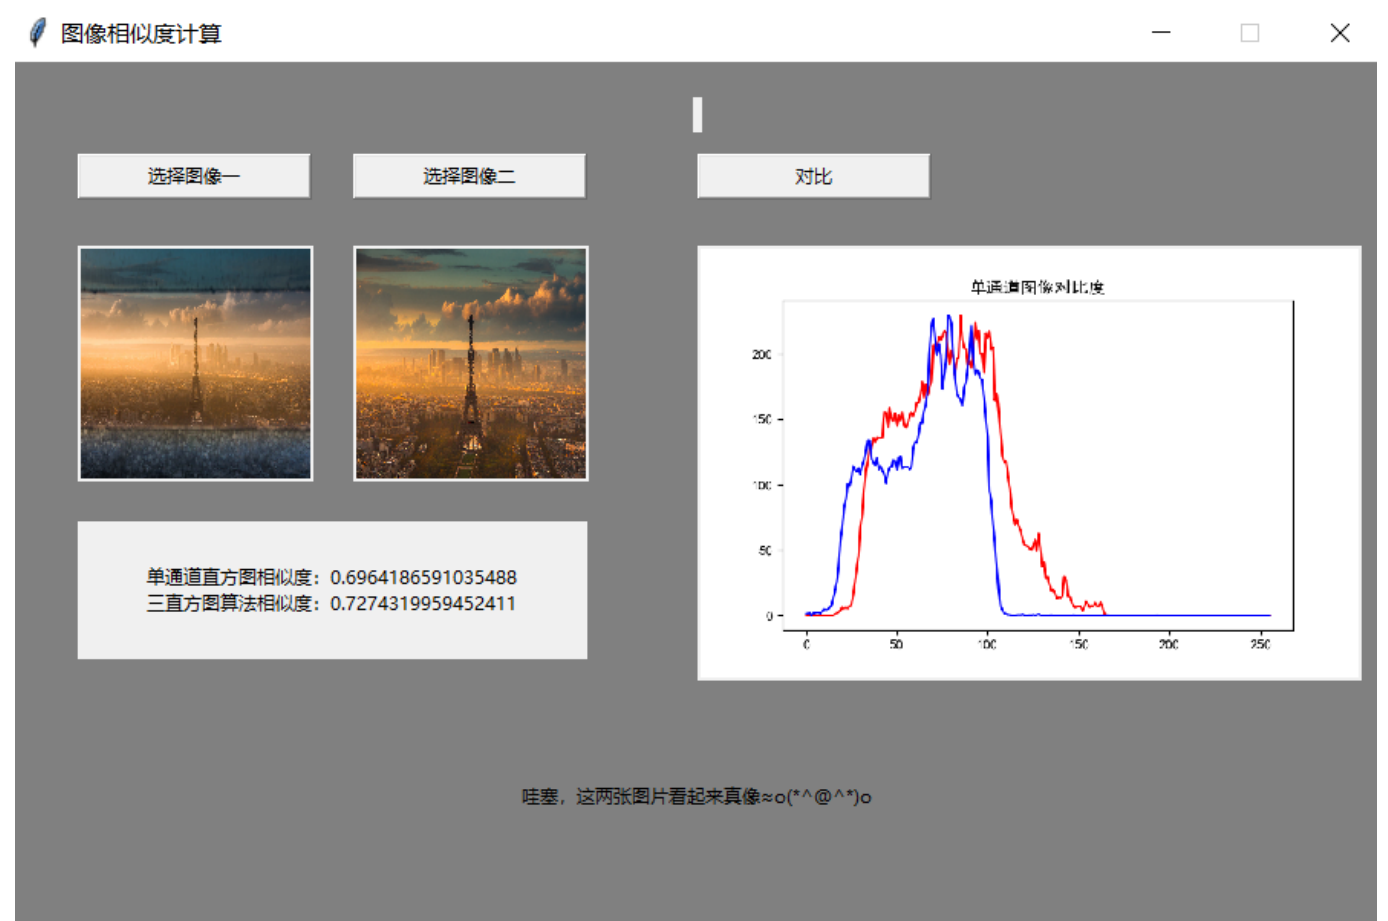 图像相似度计算
选择图像一
选择图像二
对比
单通道图像对比度
200
150
100
50
0
0
50
100
150
200
250
单通道直方图相似度：0.6964186591035488
三直方图算法相似度：0.7274319959452411
哇塞，这两张图片看起来真像≈o(*^@^*)o